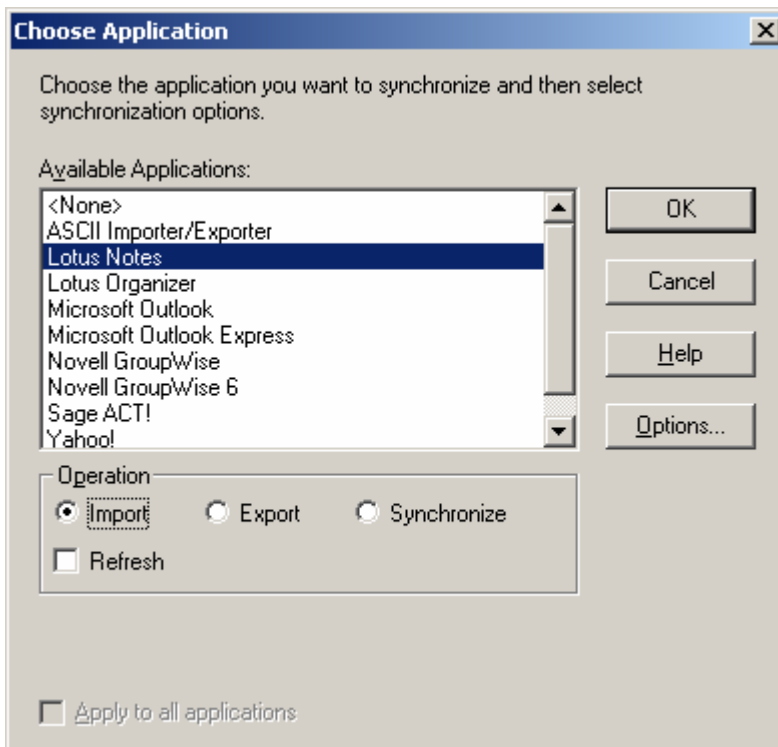 Choose Application
Choose the application you want to synchronize and then select
synchronization options.
Available Applications:
<None>
ASCII Importer/Exporter
Lotus Notes
Lotus Organizer
Microsoft Outlook
Microsoft Outlook Express
Novell GroupWise
Novell GroupWise 6
Sage ACT!
Yahoo!
OK
Cancel
Help
Options...
Operation
Import Export Synchronize
Refresh
Apply to all applications